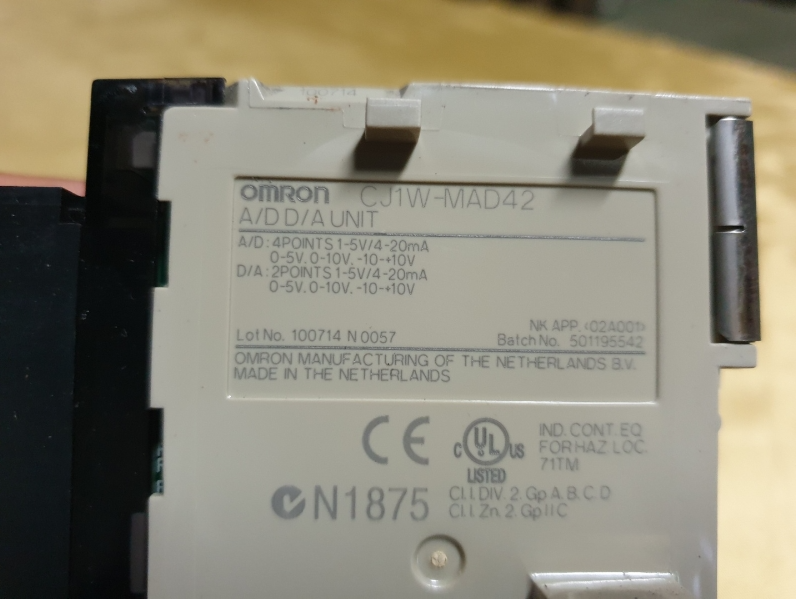 100714
OMRON CJ1W-MAD42
A/D D/A UNIT
A/D: 4POINTS 1-5V/4-20mA
0-5V, 0-10V, -10-+10V
D/A: 2POINTS 1-5V/4-20mA
0-5V, 0-10V, -10-+10V
NK APP. <02A001>
Lot No. 100714 N 0057 Batch No. 501195542
OMRON MANUFACTURING OF THE NETHERLANDS B.V.
MADE IN THE NETHERLANDS
CE
C UL US
LISTED
IND. CONT. EQ.
FOR HAZ. LOC.
71TM
N1875
Cl. I. DIV. 2. Gp A. B. C. D
Cl. I. Zn. 2. Gp II C